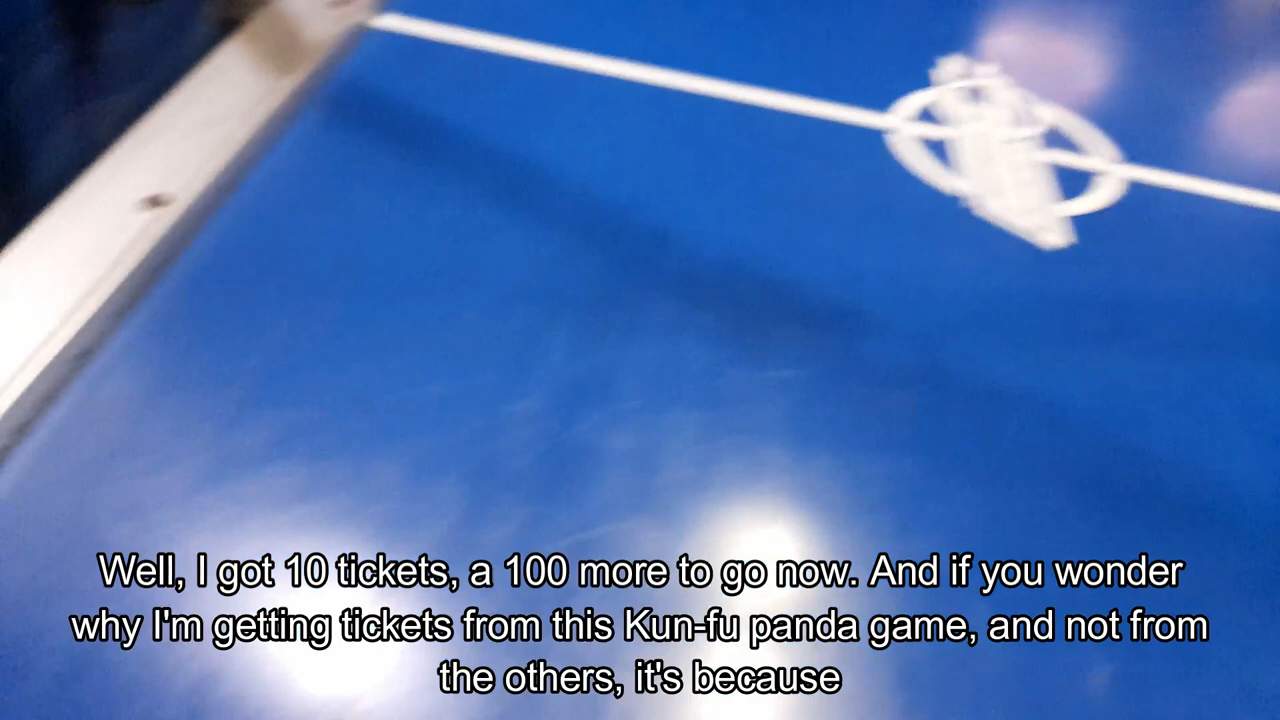 Well, I got 10 tickets, a 100 more to go now. And if you wonder
why I'm getting tickets from this Kun-fu panda game, and not from
the others, it's because